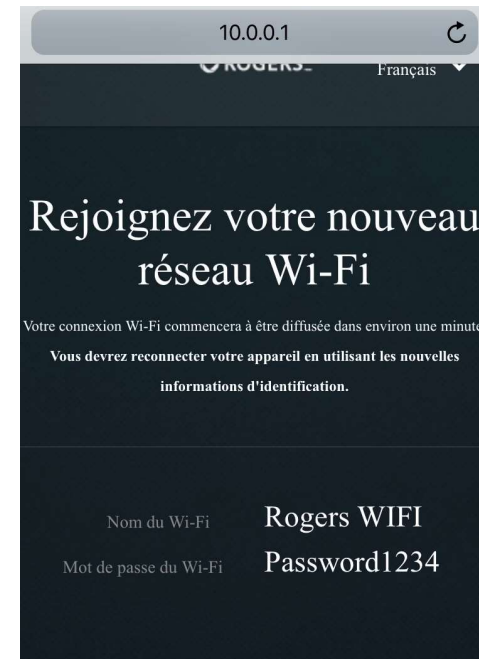 10.0.0.1
ROGERS™
Français
Rejoignez votre nouveau
réseau Wi-Fi
Votre connexion Wi-Fi commencera à être diffusée dans environ une minute
Vous devrez reconnecter votre appareil en utilisant les nouvelles
informations d'identification.
Nom du Wi-Fi
Rogers WIFI
Mot de passe du Wi-Fi
Password1234